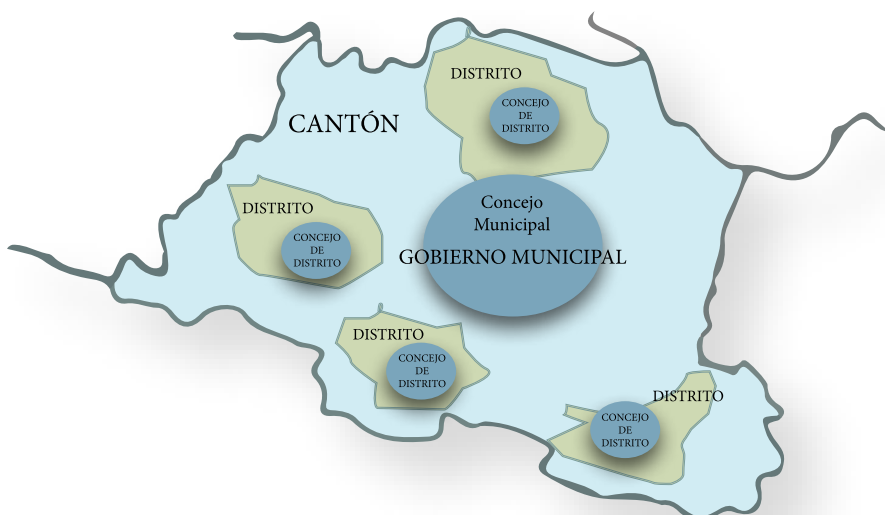 DISTRITO
CONCEJO
DE
DISTRITO
CANTÓN
Concejo
Municipal
GOBIERNO MUNICIPAL
DISTRITO
CONCEJO
DE
DISTRITO
DISTRITO
CONCEJO
DE
DISTRITO
DISTRITO
CONCEJO
DE
DISTRITO